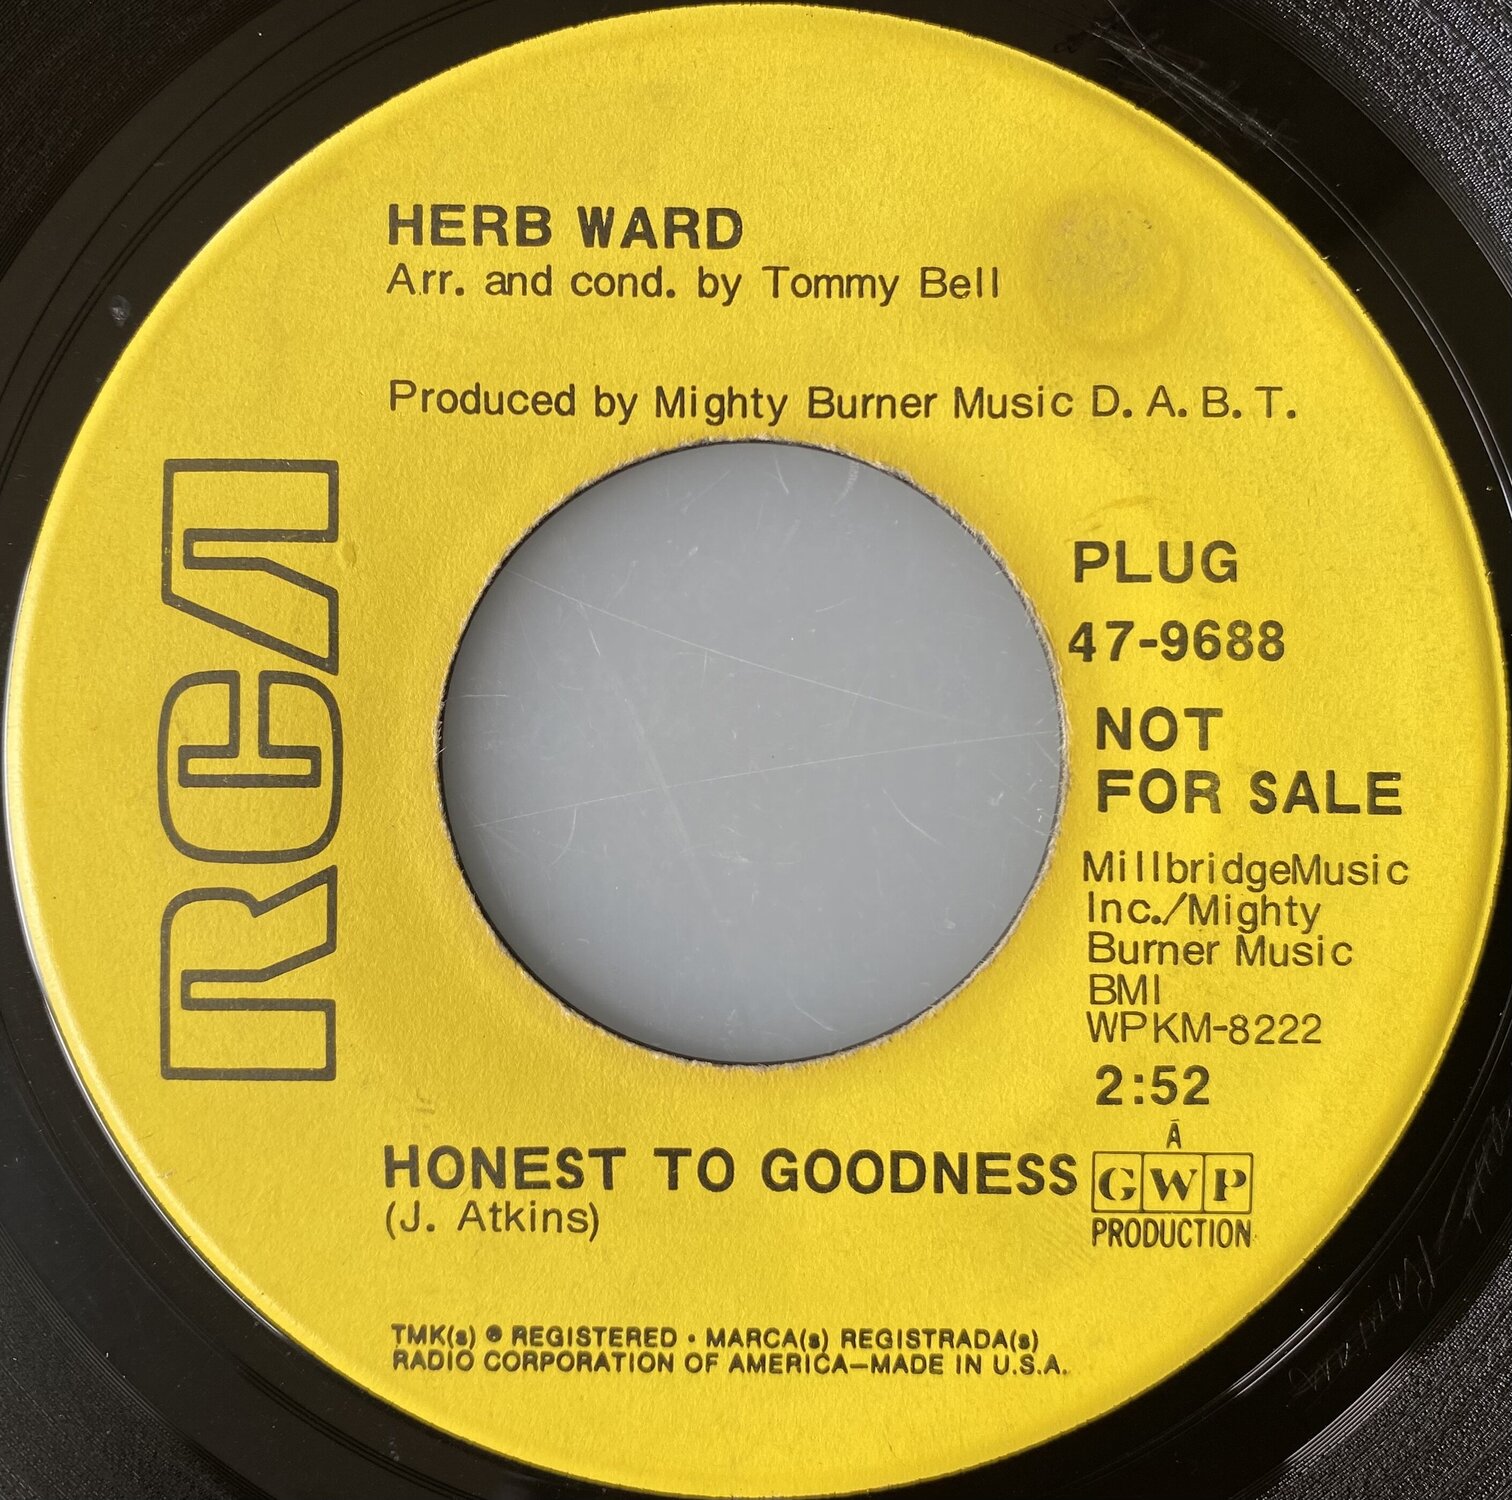 HERB WARD
Arr. and cond. by Tommy Bell
Produced by Mighty Burner Music D. A. B. T.
RCA
PLUG
47-9688
NOT
FOR SALE
MillbridgeMusic
Inc./Mighty
Burner Music
BMI
WPKM-8222
2:52
A
GWP
PRODUCTION
HONEST TO GOODNESS
(J. Atkins)
TMK(s) ® REGISTERED • MARCA(s) REGISTRADA(s)
RADIO CORPORATION OF AMERICA—MADE IN U.S.A.